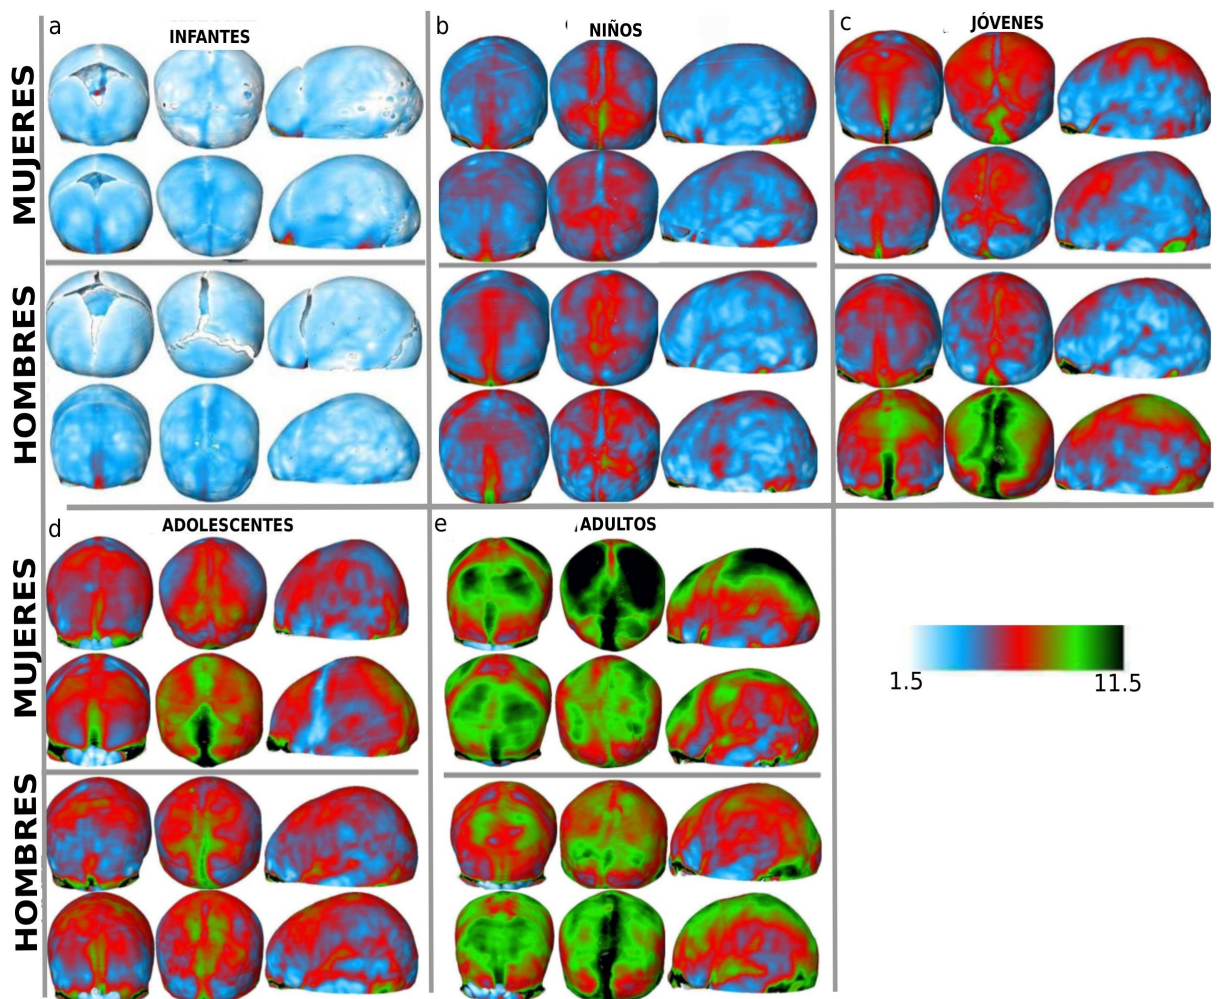 a
INFANTES
b
NIÑOS
c
JÓVENES
MUJERES
HOMBRES
d
ADOLESCENTES
e
ADULTOS
MUJERES
HOMBRES
1.5
11.5